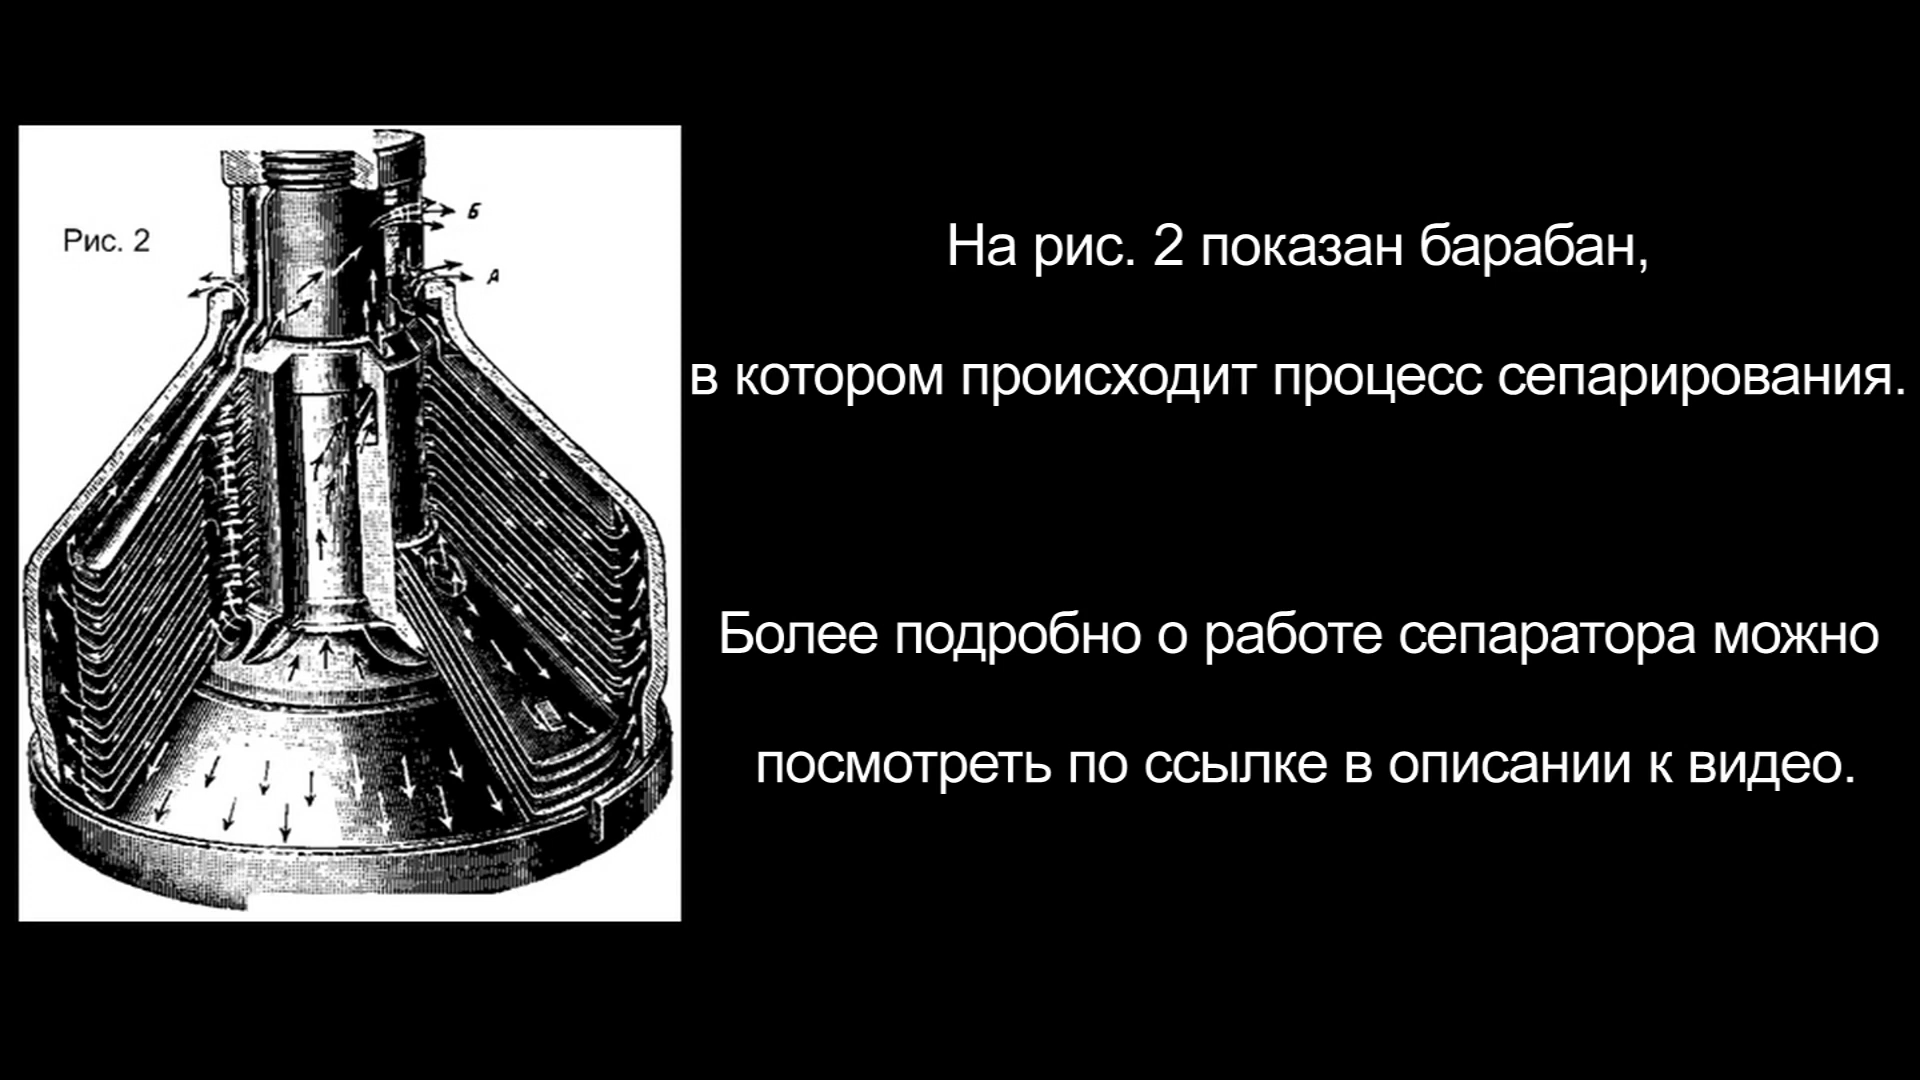 Рис. 2
Б
А
На рис. 2 показан барабан,
в котором происходит процесс сепарирования.
Более подробно о работе сепаратора можно
посмотреть по ссылке в описании к видео.